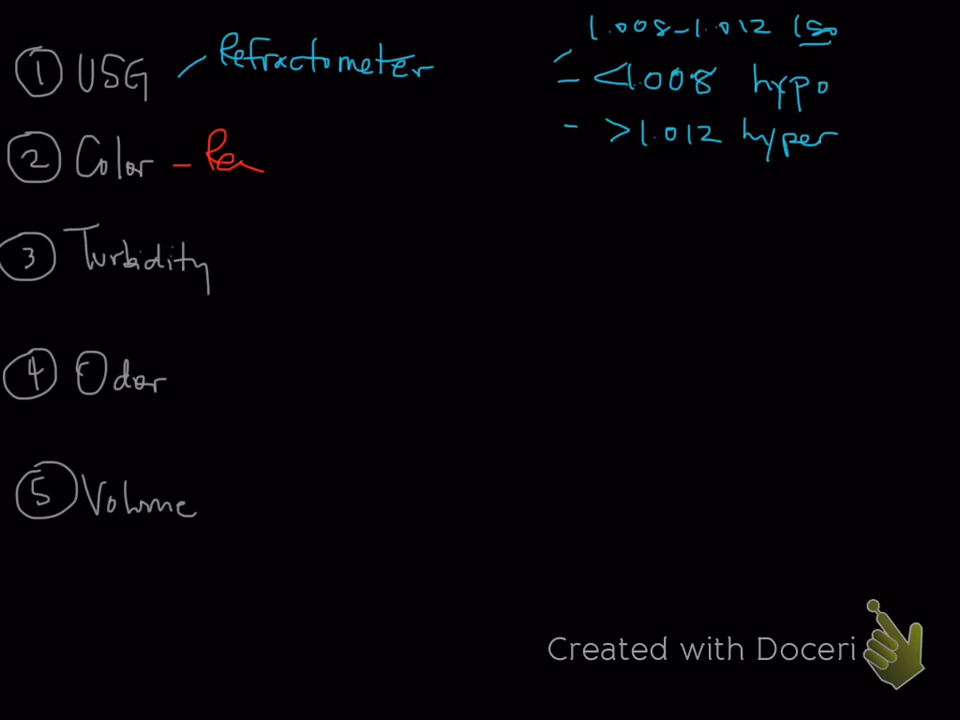 1.008-1.012 Iso
① USG / Refractometer
- <1.008 hypo
- >1.012 hyper
② Color - Re
③ Turbidity
④ Odor
⑤ Volume
Created with Doceri